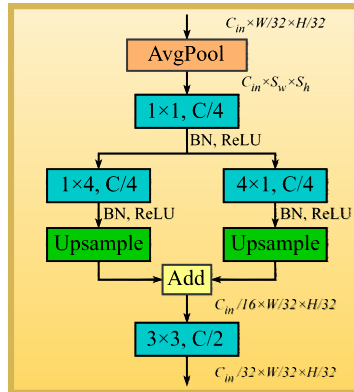 C_in × W/32 × H/32
AvgPool
C_in × S_w × S_h
1×1, C/4
BN, ReLU
1×4, C/4
4×1, C/4
BN, ReLU
BN, ReLU
Upsample
Upsample
Add
C_in /16 × W/32 × H/32
3×3, C/2
C_in /32 × W/32 × H/32